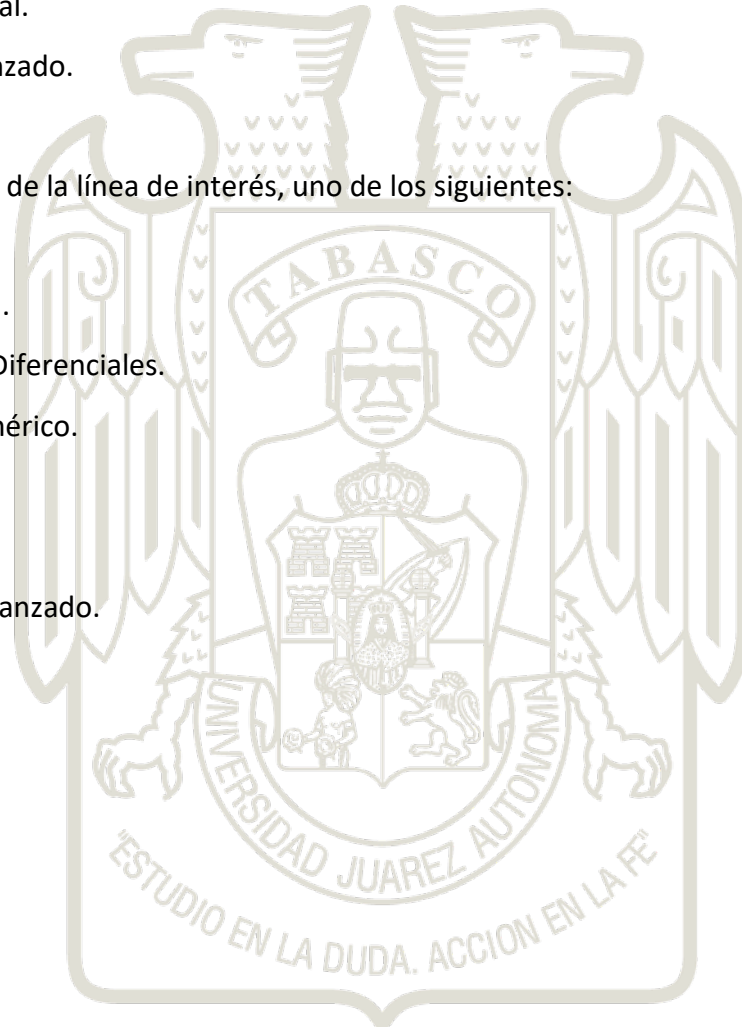 al.
zado.
de la línea de interés, uno de los siguientes:
.
Diferenciales.
érico.
anzado.
TABASCO
UNIVERSIDAD JUAREZ AUTONOMA
"ESTUDIO EN LA DUDA. ACCION EN LA FE"